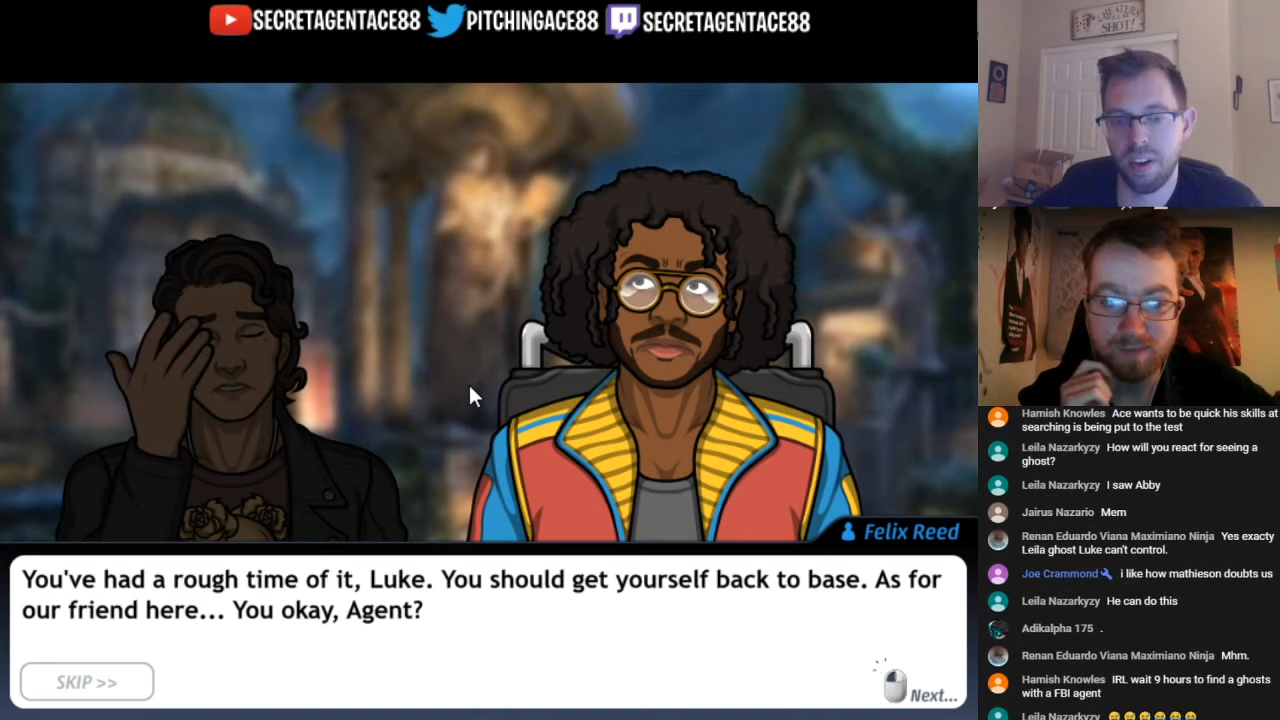 SECRETAGENTACE88 PITCHINGACE88 SECRETAGENTACE88
SHOT!
Felix Reed
You've had a rough time of it, Luke. You should get yourself back to base. As for
our friend here... You okay, Agent?
SKIP >>
Next...
Hamish Knowles Ace wants to be quick his skills at
searching is being put to the test
Leila Nazarkyzy How will you react for seeing a
ghost?
Leila Nazarkyzy I saw Abby
Jairus Nazario Mem
Renan Eduardo Viana Maximiano Ninja Yes exacty
Leila ghost Luke can't control.
Joe Crammond i like how mathieson doubts us
Leila Nazarkyzy He can do this
Adikalpha 175 .
Renan Eduardo Viana Maximiano Ninja Mhm.
Hamish Knowles IRL wait 9 hours to find a ghosts
with a FBI agent
Leila Nazarkyzy